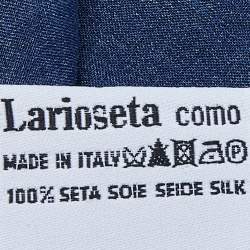 Larioseta como
MADE IN ITALY
100% SETA SOIE SEIDE SILK